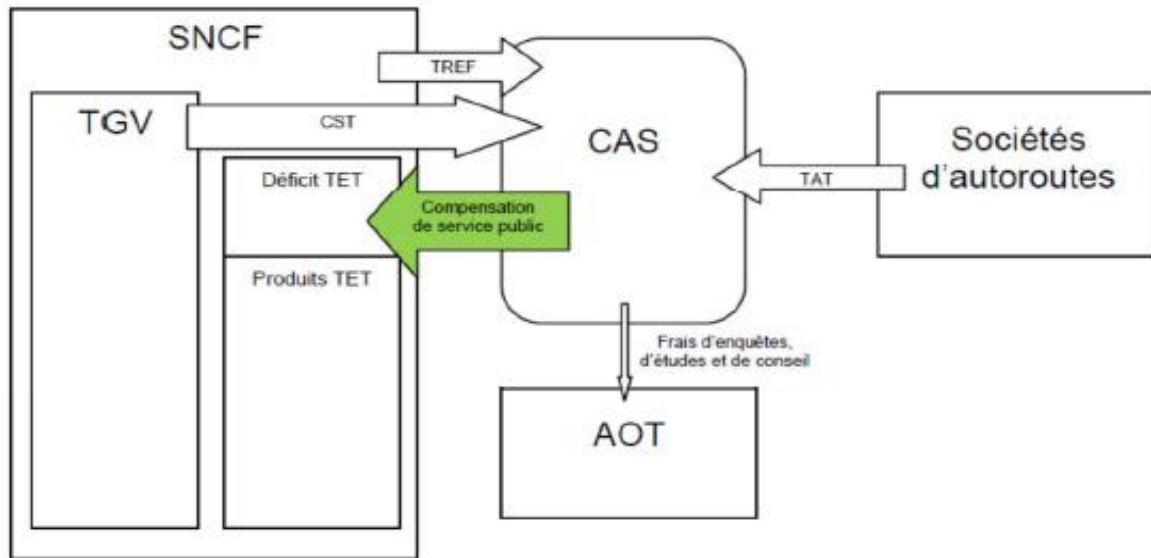 SNCF
TREF
TGV
CST
CAS
Sociétés
d'autoroutes
TAT
Déficit TET
Compensation
de service public
Produits TET
Frais d'enquêtes,
d'études et de conseil
AOT